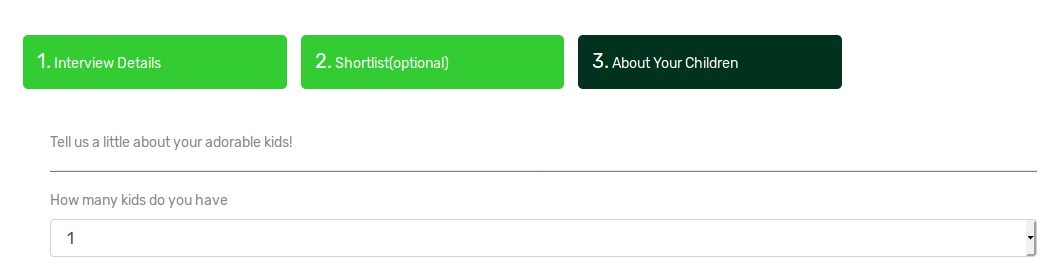 1. Interview Details
2. Shortlist(optional)
3. About Your Children
Tell us a little about your adorable kids!
How many kids do you have
1